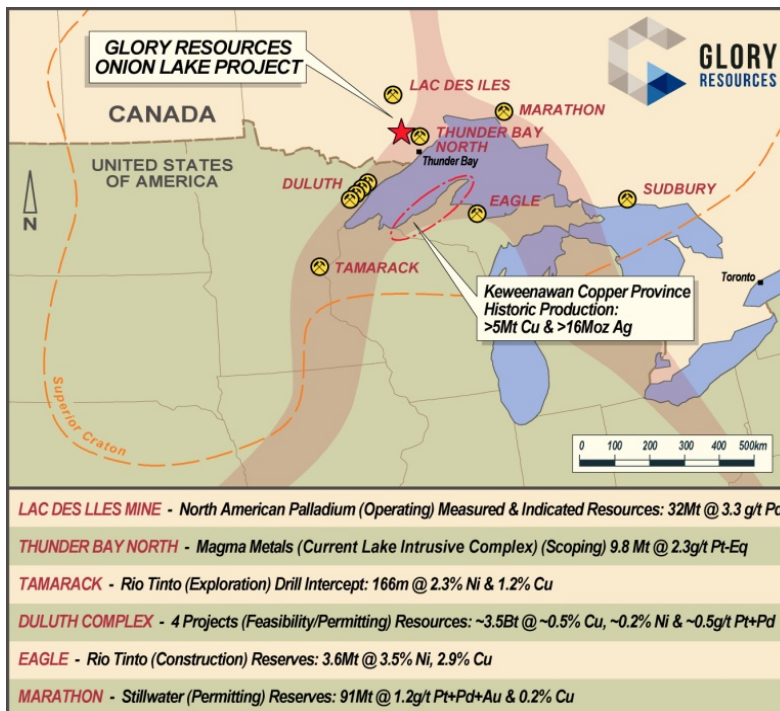 GLORY RESOURCES
ONION LAKE PROJECT
GLORY
RESOURCES
LAC DES ILES
CANADA
MARATHON
THUNDER BAY
NORTH
Thunder Bay
UNITED STATES
OF AMERICA
DULUTH
N
EAGLE
SUDBURY
TAMARACK
Toronto
Keweenawan Copper Province
Historic Production:
>5Mt Cu & >16Moz Ag
Superior Craton
0 100 200 300 400 500km
LAC DES LLES MINE - North American Palladium (Operating) Measured & Indicated Resources: 32Mt @ 3.3 g/t Pd
THUNDER BAY NORTH - Magma Metals (Current Lake Intrusive Complex) (Scoping) 9.8 Mt @ 2.3g/t Pt-Eq
TAMARACK - Rio Tinto (Exploration) Drill Intercept: 166m @ 2.3% Ni & 1.2% Cu
DULUTH COMPLEX - 4 Projects (Feasibility/Permitting) Resources: ~3.5Bt @ ~0.5% Cu, ~0.2% Ni & ~0.5g/t Pt+Pd
EAGLE - Rio Tinto (Construction) Reserves: 3.6Mt @ 3.5% Ni, 2.9% Cu
MARATHON - Stillwater (Permitting) Reserves: 91Mt @ 1.2g/t Pt+Pd+Au & 0.2% Cu